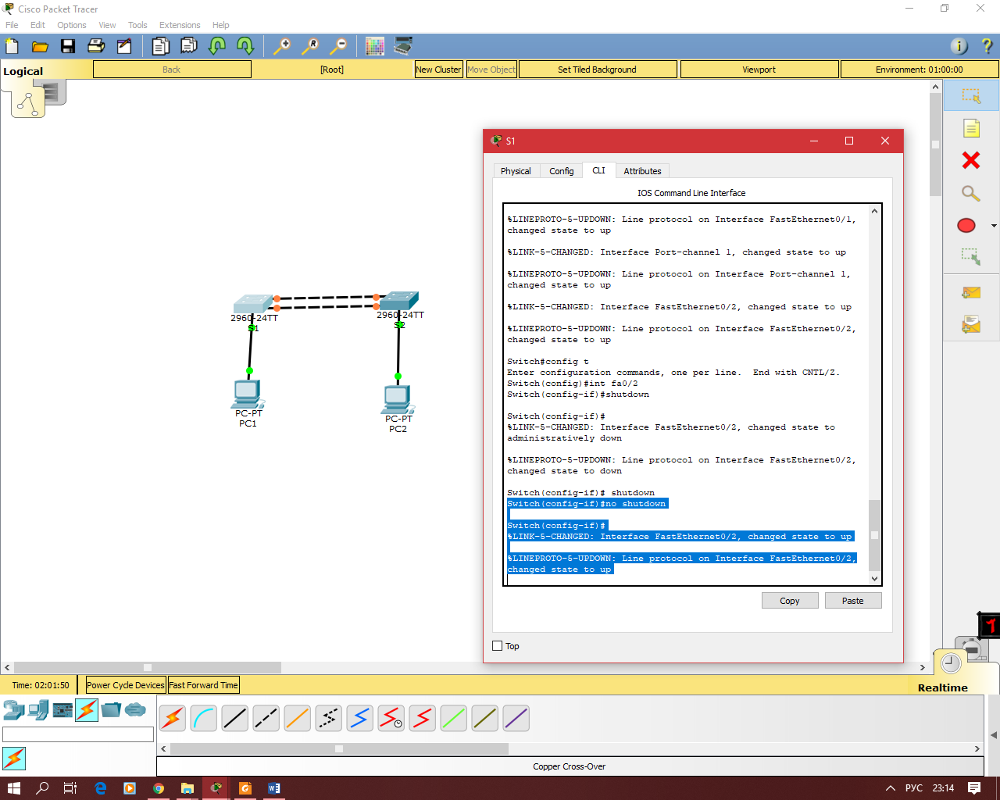 Cisco Packet Tracer
File Edit Options View Tools Extensions Help
Logical Back [Root] New Cluster Move Object Set Tiled Background Viewport Environment: 01:00:00
2960-24TT
S1
2960-24TT
S2
PC-PT
PC1
PC-PT
PC2
S1
Physical Config CLI Attributes
IOS Command Line Interface
%LINEPROTO-5-UPDOWN: Line protocol on Interface FastEthernet0/1,
changed state to up
%LINK-5-CHANGED: Interface Port-channel 1, changed state to up
%LINEPROTO-5-UPDOWN: Line protocol on Interface Port-channel 1,
changed state to up
%LINK-5-CHANGED: Interface FastEthernet0/2, changed state to up
%LINEPROTO-5-UPDOWN: Line protocol on Interface FastEthernet0/2,
changed state to up
Switch#config t
Enter configuration commands, one per line. End with CNTL/Z.
Switch(config)#int fa0/2
Switch(config-if)#shutdown
Switch(config-if)#
%LINK-5-CHANGED: Interface FastEthernet0/2, changed state to
administratively down
%LINEPROTO-5-UPDOWN: Line protocol on Interface FastEthernet0/2,
changed state to down
Switch(config-if)# shutdown
Switch(config-if)#no shutdown
Switch(config-if)#
%LINK-5-CHANGED: Interface FastEthernet0/2, changed state to up
%LINEPROTO-5-UPDOWN: Line protocol on Interface FastEthernet0/2,
changed state to up
Copy Paste
Top
Time: 02:01:50 Power Cycle Devices Fast Forward Time
Realtime
Copper Cross-Over
РУС 23:14